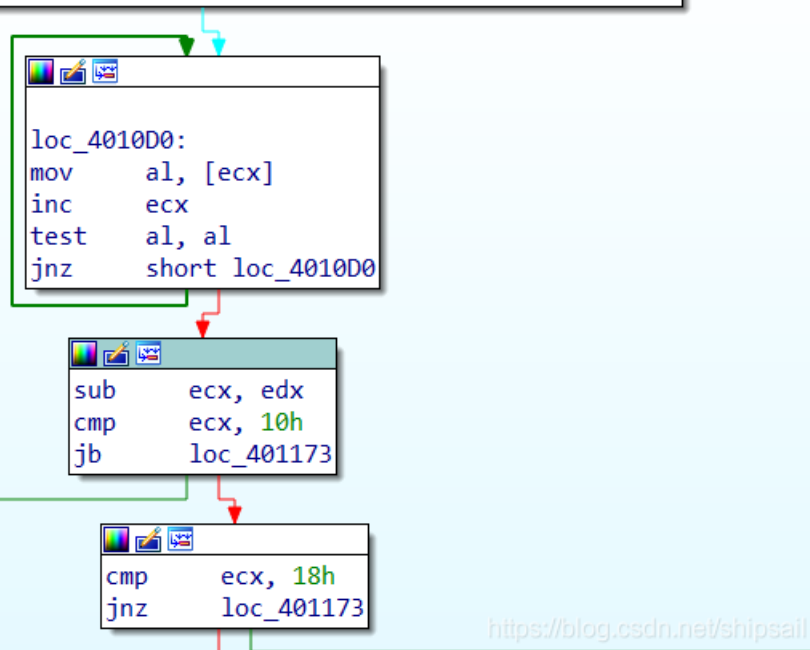 loc_4010D0:
mov al, [ecx]
inc ecx
test al, al
jnz short loc_4010D0
sub ecx, edx
cmp ecx, 10h
jb loc_401173
cmp ecx, 18h
jnz loc_401173
https://blog.csdn.net/shipsail